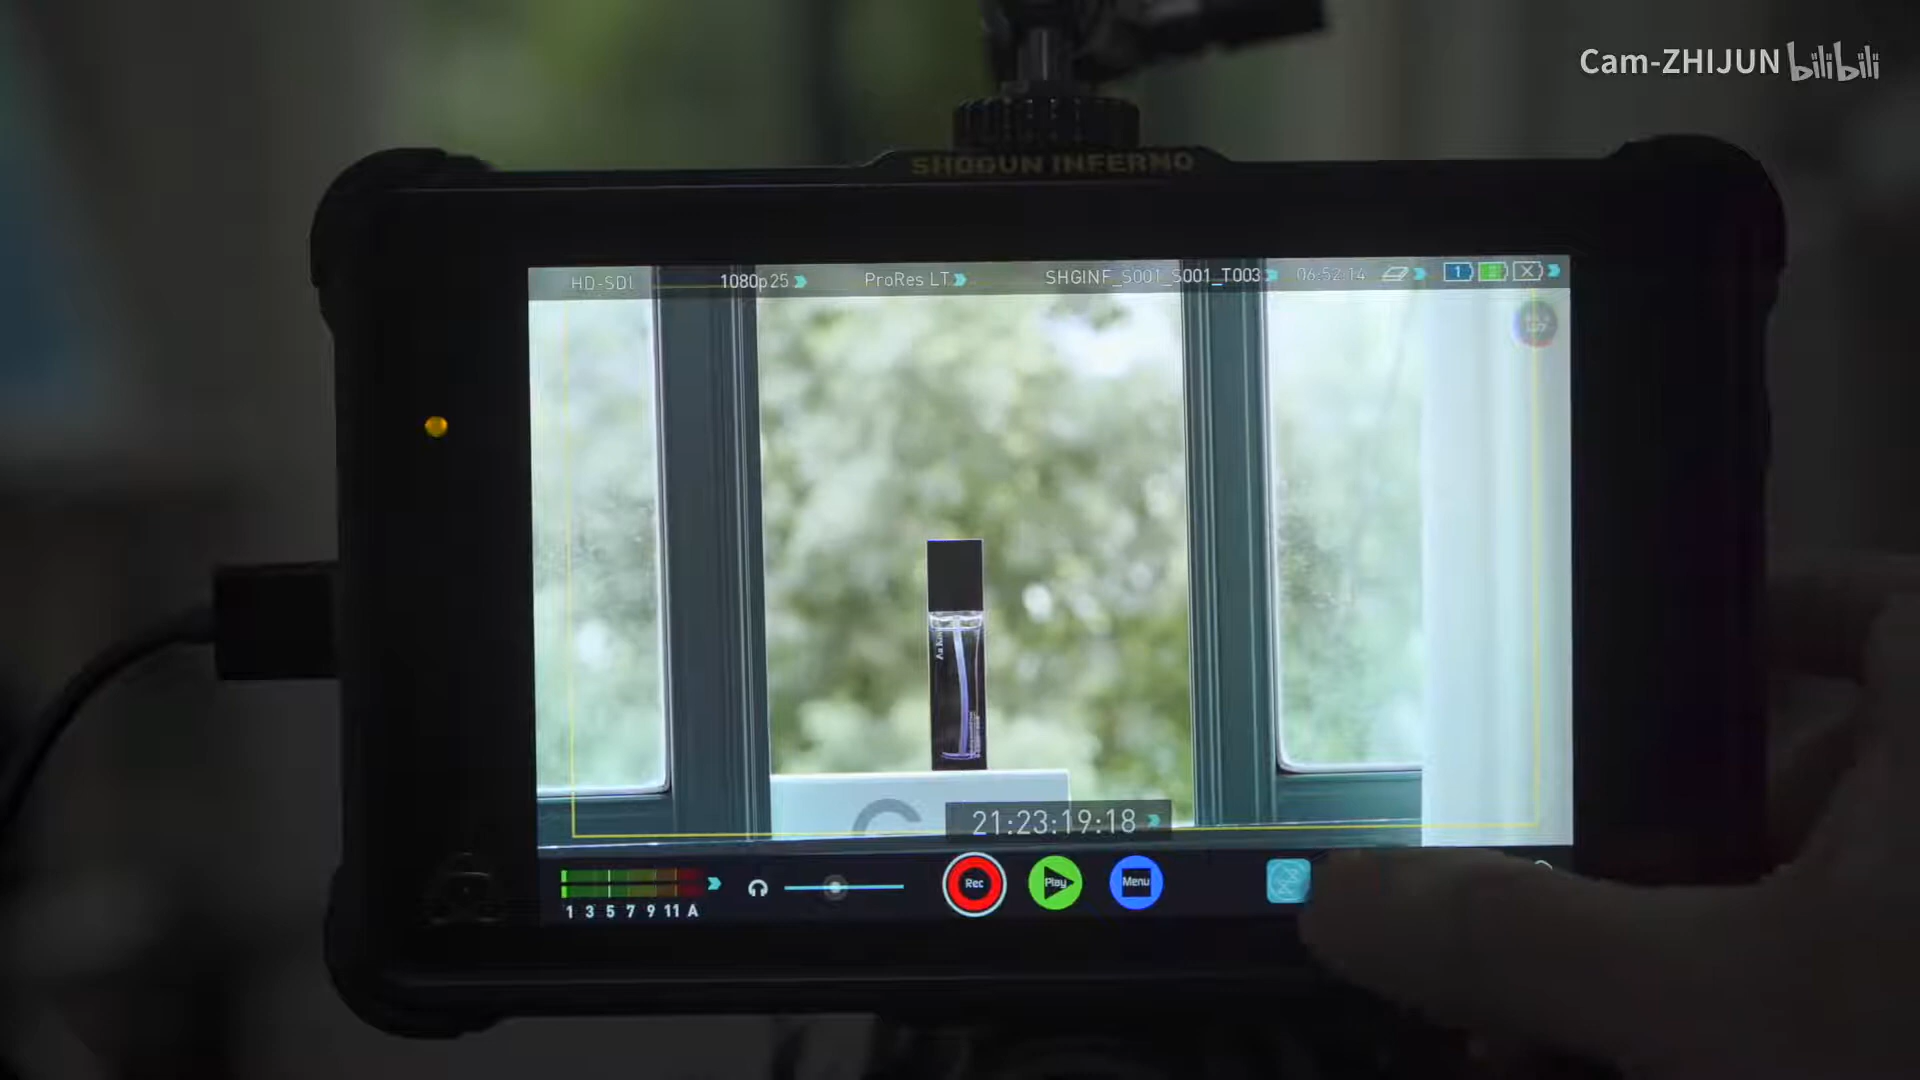 Cam-ZHIJUN bilibili
SHOGUN INFERNO
HD-SDI 1080p25 ProRes LT SHGINF_S001_S001_T003 06:52:14 1
21:23:19:18
Rec Play Menu
1 3 5 7 9 11 A